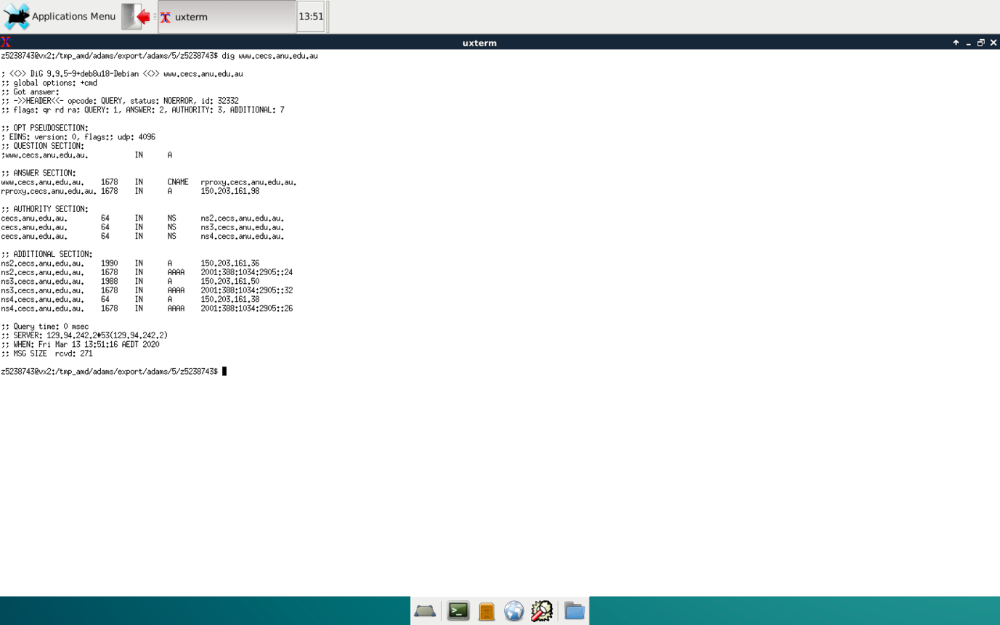 Applications Menu uxterm 13:51
uxterm
z5238743@vx2:/tmp_amd/adams/export/adams/5/z5238743$ dig www.cecs.anu.edu.au
; <<>> DiG 9.9.5-9+deb8u18-Debian <<>> www.cecs.anu.edu.au
;; global options: +cmd
;; Got answer:
;; ->>HEADER<<- opcode: QUERY, status: NOERROR, id: 32332
;; flags: qr rd ra; QUERY: 1, ANSWER: 2, AUTHORITY: 3, ADDITIONAL: 7
;; OPT PSEUDOSECTION:
; EDNS: version: 0, flags:; udp: 4096
;; QUESTION SECTION:
;www.cecs.anu.edu.au. IN A
;; ANSWER SECTION:
www.cecs.anu.edu.au. 1678 IN CNAME rproxy.cecs.anu.edu.au.
rproxy.cecs.anu.edu.au. 1678 IN A 150.203.161.98
;; AUTHORITY SECTION:
cecs.anu.edu.au. 64 IN NS ns2.cecs.anu.edu.au.
cecs.anu.edu.au. 64 IN NS ns3.cecs.anu.edu.au.
cecs.anu.edu.au. 64 IN NS ns4.cecs.anu.edu.au.
;; ADDITIONAL SECTION:
ns2.cecs.anu.edu.au. 1990 IN A 150.203.161.36
ns2.cecs.anu.edu.au. 1678 IN AAAA 2001:388:1034:2905::24
ns3.cecs.anu.edu.au. 1988 IN A 150.203.161.50
ns3.cecs.anu.edu.au. 1678 IN AAAA 2001:388:1034:2905::32
ns4.cecs.anu.edu.au. 64 IN A 150.203.161.38
ns4.cecs.anu.edu.au. 1678 IN AAAA 2001:388:1034:2905::26
;; Query time: 0 msec
;; SERVER: 129.94.242.2#53(129.94.242.2)
;; WHEN: Fri Mar 13 13:51:16 AEDT 2020
;; MSG SIZE rcvd: 271
z5238743@vx2:/tmp_amd/adams/export/adams/5/z5238743$